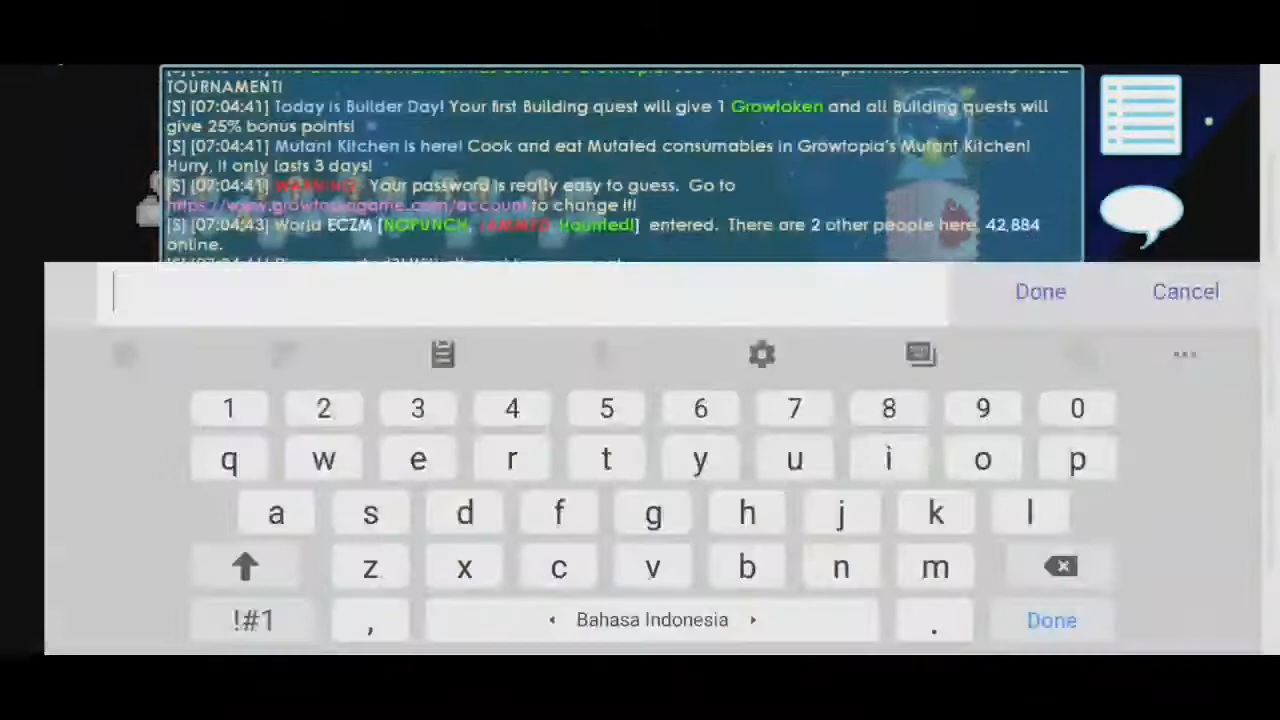 TOURNAMENT!
[S] [07:04:41] Today is Builder Day! Your first Building quest will give 1 Growtoken and all Building quests will
give 25% bonus points!
[S] [07:04:41] Mutant Kitchen is here! Cook and eat Mutated consumables in Growtopia's Mutant Kitchen!
Hurry, it only lasts 3 days!
[S] [07:04:41] WARNING: Your password is really easy to guess. Go to
https://www.growtopiagame.com/account to change it!
[S] [07:04:43] World ECZM [NOPUNCH, JAMMED, Haunted!] entered. There are 2 other people here, 42,884
online.
Done
Cancel
1 2 3 4 5 6 7 8 9 0
q w e r t y u i o p
a s d f g h j k l
z x c v b n m
!#1 , Bahasa Indonesia . Done